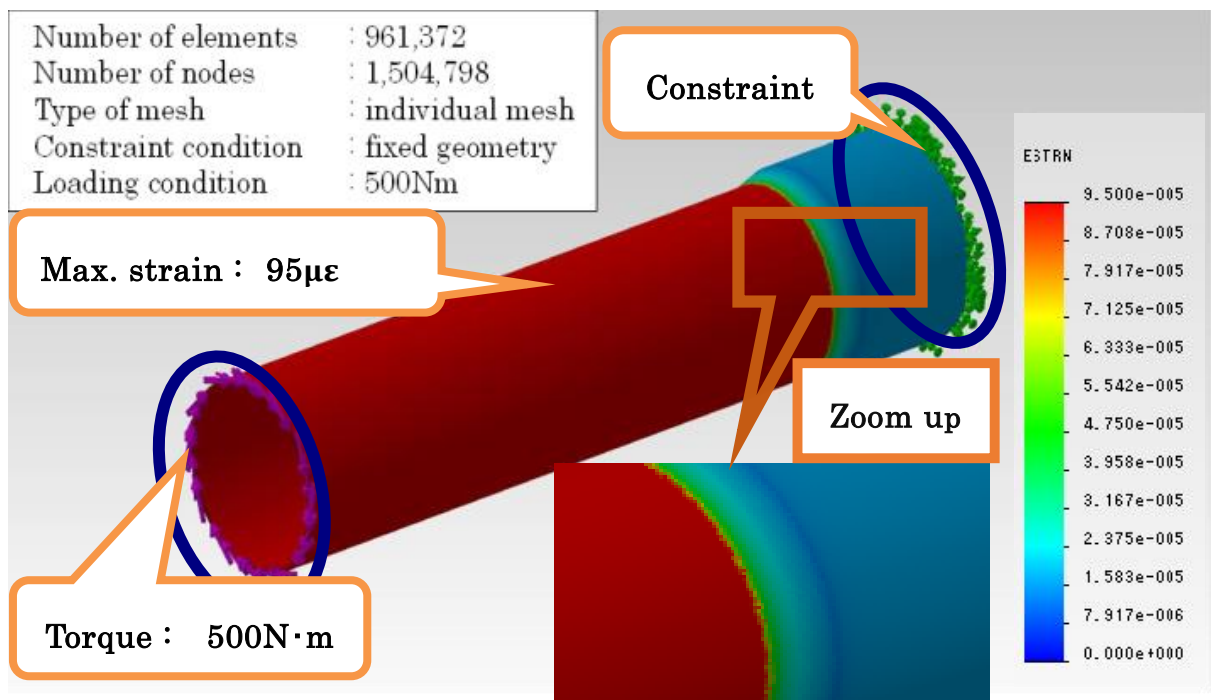 Number of elements : 961,372
Number of nodes : 1,504,798
Type of mesh : individual mesh
Constraint condition : fixed geometry
Loading condition : 500Nm
Constraint
ESTRN
9.500e-005
8.708e-005
7.917e-005
7.125e-005
6.333e-005
5.542e-005
4.750e-005
3.958e-005
3.167e-005
2.375e-005
1.583e-005
7.917e-006
0.000e+000
Max. strain : 95με
Zoom up
Torque : 500N·m